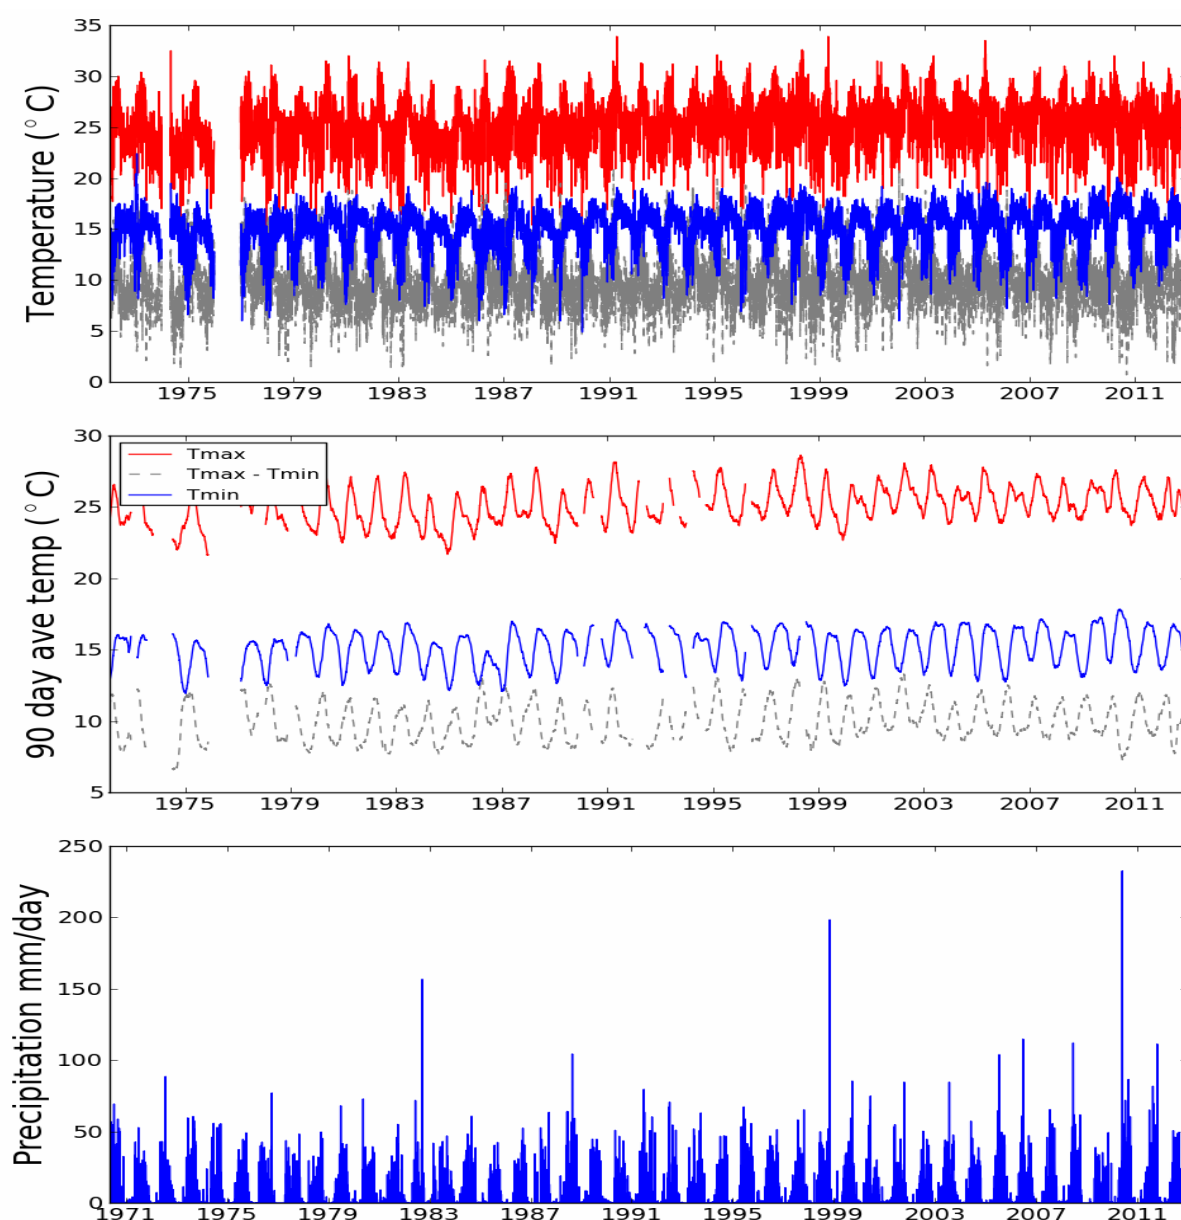 Temperature (°C)
35
30
25
20
15
10
5
0
1975 1979 1983 1987 1991 1995 1999 2003 2007 2011
90 day ave temp (°C)
30
25
20
15
10
5
Tmax
Tmax - Tmin
Tmin
1975 1979 1983 1987 1991 1995 1999 2003 2007 2011
Precipitation mm/day
250
200
150
100
50
0
1971 1975 1979 1983 1987 1991 1995 1999 2003 2007 2011